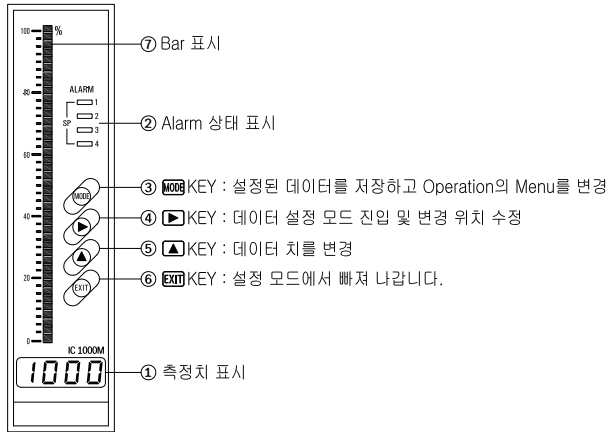 100 %
⑦ Bar 표시
80
ALARM
1
SP 2
3
4
② Alarm 상태 표시
60
MODE
③ MODE KEY : 설정된 데이터를 저장하고 Operation의 Menu를 변경
40
④ ▶ KEY : 데이터 설정 모드 진입 및 변경 위치 수정
⑤ ▲ KEY : 데이터 치를 변경
20
EXIT
⑥ EXIT KEY : 설정 모드에서 빠져 나갑니다.
0
IC 1000M
1000
① 측정치 표시